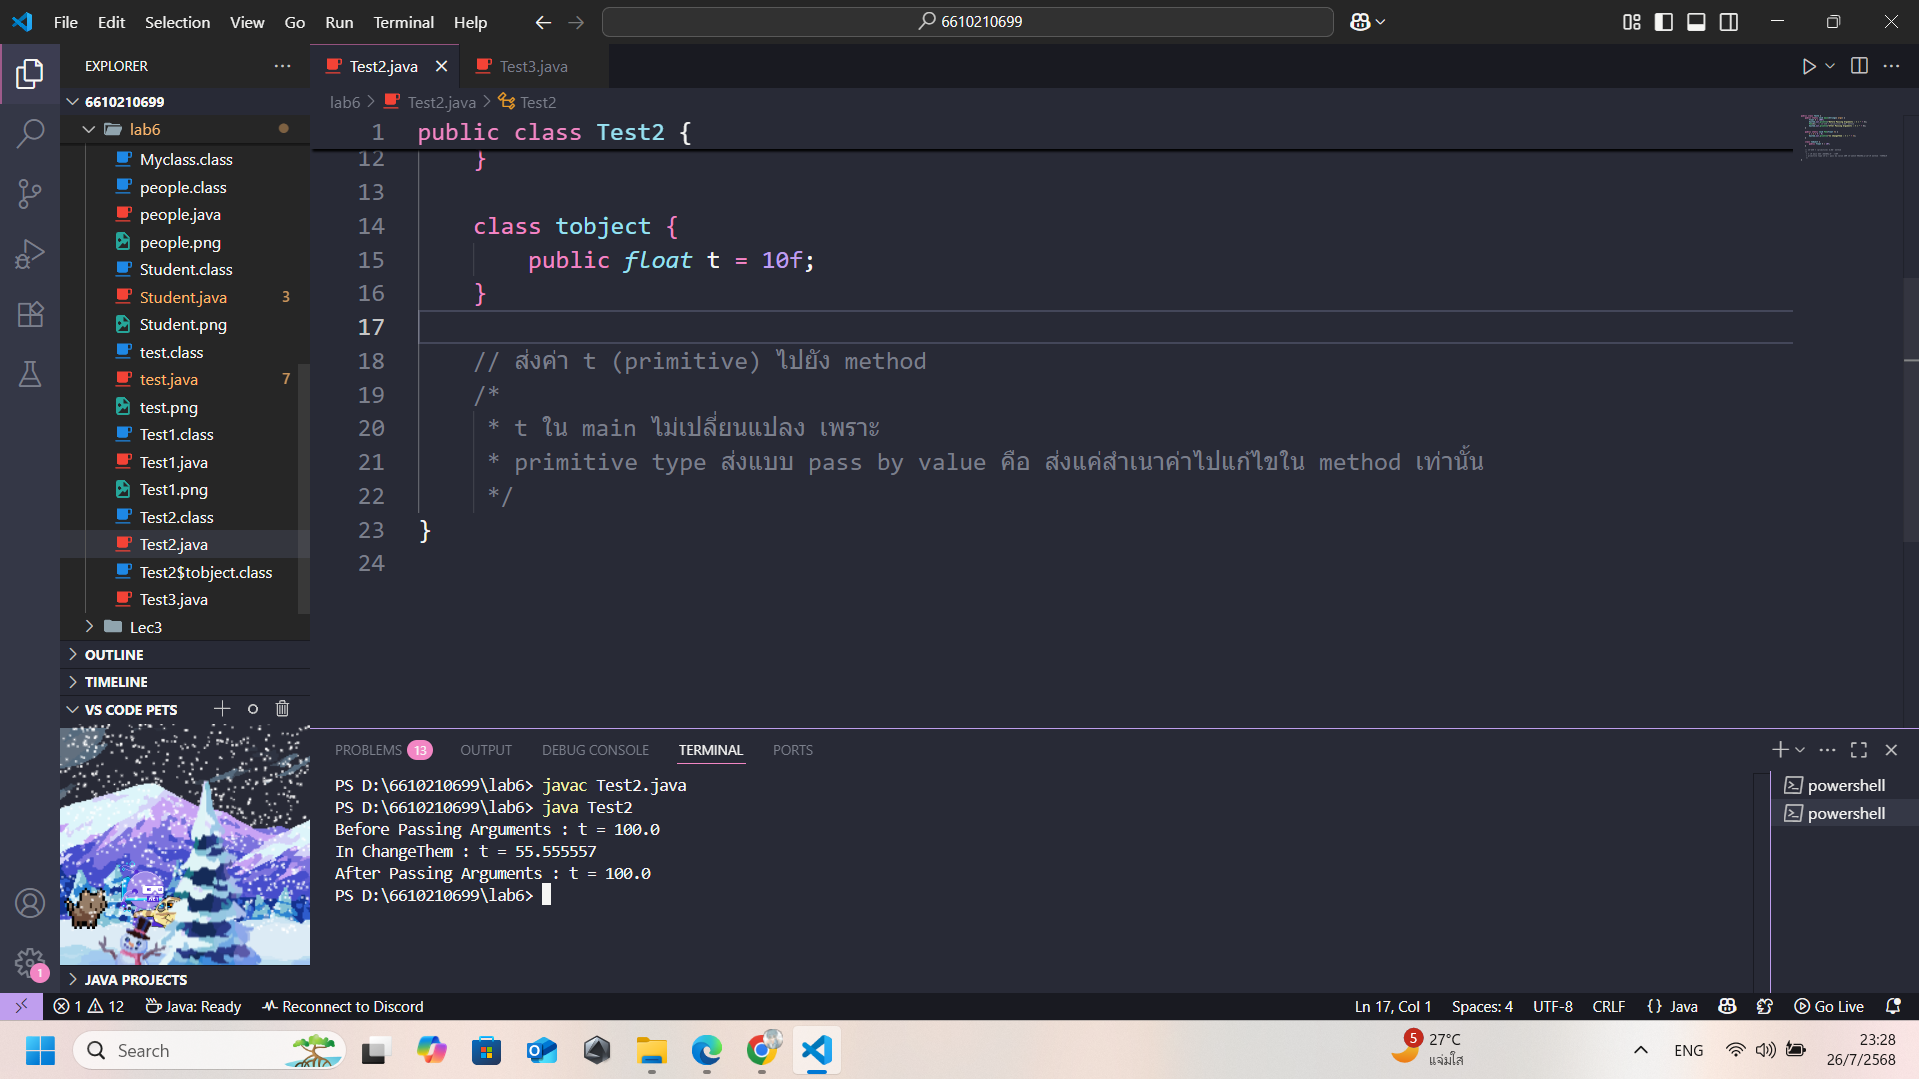 File Edit Selection View Go Run Terminal Help
6610210699
EXPLORER
6610210699
lab6
Myclass.class
people.class
people.java
people.png
Student.class
Student.java 3
Student.png
test.class
test.java 7
test.png
Test1.class
Test1.java
Test1.png
Test2.class
Test2.java
Test2$tobject.class
Test3.java
Lec3
OUTLINE
TIMELINE
VS CODE PETS
JAVA PROJECTS
Test2.java Test3.java
lab6 > Test2.java > Test2
1 public class Test2 {
12 }
13
14 class tobject {
15 public float t = 10f;
16 }
17
18 // ส่งค่า t (primitive) ไปยัง method
19 /*
20 * t ใน main ไม่เปลี่ยนแปลง เพราะ
21 * primitive type ส่งแบบ pass by value คือ ส่งแค่สำเนาค่าไปแก้ไขใน method เท่านั้น
22 */
23 }
24
PROBLEMS 13 OUTPUT DEBUG CONSOLE TERMINAL PORTS
PS D:\6610210699\lab6> javac Test2.java
PS D:\6610210699\lab6> java Test2
Before Passing Arguments : t = 100.0
In ChangeThem : t = 55.555557
After Passing Arguments : t = 100.0
PS D:\6610210699\lab6>
powershell
powershell
1
1 12 Java: Ready Reconnect to Discord
Ln 17, Col 1 Spaces: 4 UTF-8 CRLF {} Java Go Live
Search
5
27°C
แจ่มใส
ENG
23:28
26/7/2568